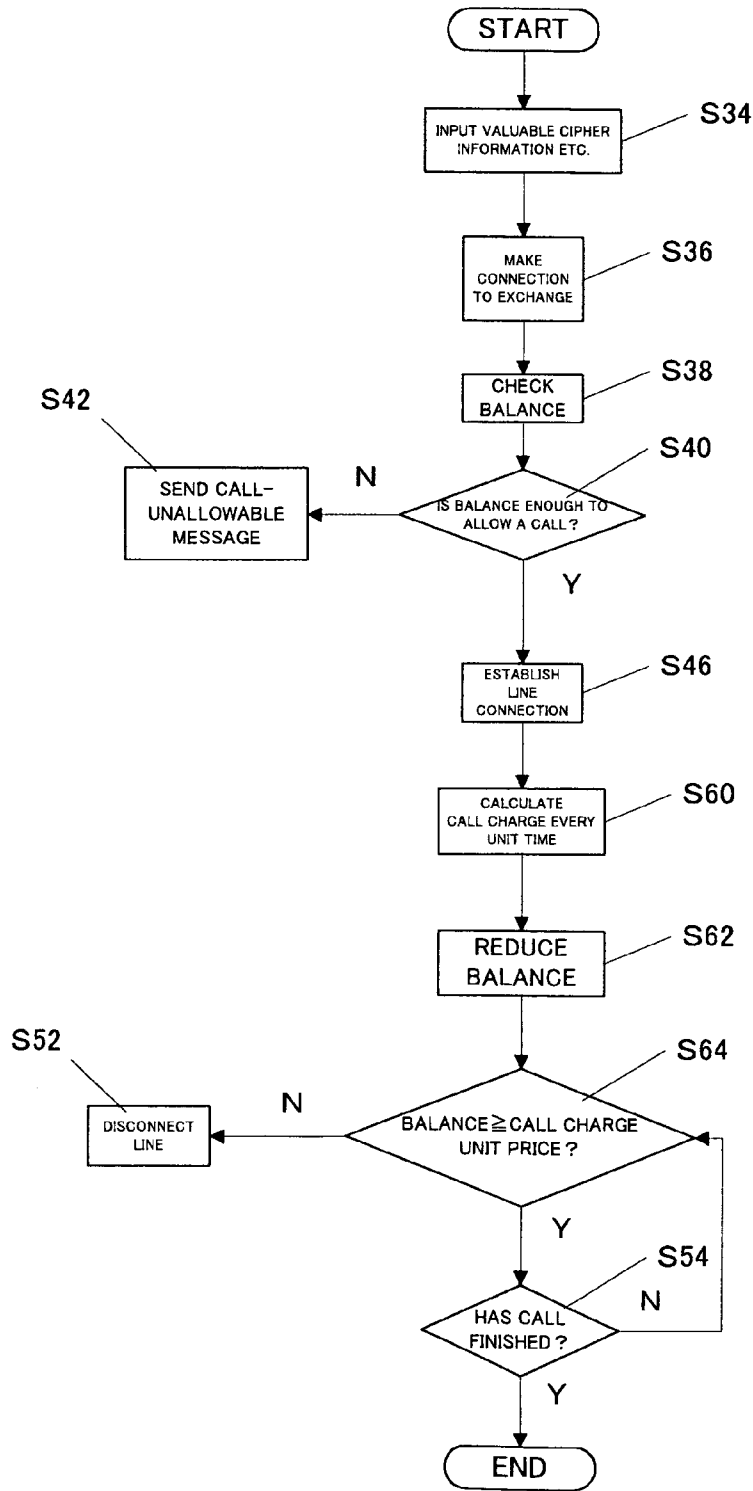 START
S34
INPUT VALUABLE CIPHER
INFORMATION ETC.
S36
MAKE
CONNECTION
TO EXCHANGE
S38
CHECK
BALANCE
S42
S40
SEND CALL-
UNALLOWABLE
MESSAGE
N
IS BALANCE ENOUGH TO
ALLOW A CALL?
Y
S46
ESTABLISH
LINE
CONNECTION
S60
CALCULATE
CALL CHARGE EVERY
UNIT TIME
S62
REDUCE
BALANCE
S52
S64
DISCONNECT
LINE
N
BALANCE≧CALL CHARGE
UNIT PRICE?
Y
S54
HAS CALL
FINISHED?
N
Y
END